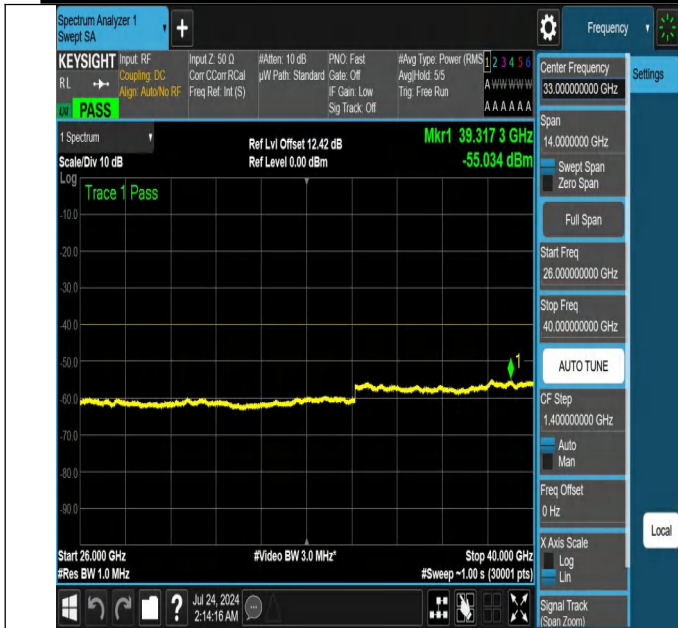 Spectrum Analyzer 1
Swept SA
+
Frequency
KEYSIGHT
RL
PASS
Input: RF
Coupling: DC
Align: Auto/No RF
Input Z: 50 Ω
Corr CCorr RCal
Freq Ref: Int (S)
#Atten: 10 dB
µW Path: Standard
PNO: Fast
Gate: Off
IF Gain: Low
Sig Track: Off
#Avg Type: Power (RMS
Avg|Hold: 5/5
Trig: Free Run
1 2 3 4 5 6
A W W W W W
A A A A A A
1 Spectrum
Scale/Div 10 dB
Ref Lvl Offset 12.42 dB
Ref Level 0.00 dBm
Mkr1 39.317 3 GHz
-55.034 dBm
Log
Trace 1 Pass
-10.0
-20.0
-30.0
-40.0
-50.0
-60.0
-70.0
-80.0
-90.0
1
Start 26.000 GHz
#Res BW 1.0 MHz
#Video BW 3.0 MHz*
Stop 40.000 GHz
#Sweep ~1.00 s (30001 pts)
Center Frequency
33.000000000 GHz
Settings
Span
14.0000000 GHz
Swept Span
Zero Span
Full Span
Start Freq
26.000000000 GHz
Stop Freq
40.000000000 GHz
AUTO TUNE
CF Step
1.400000000 GHz
Auto
Man
Freq Offset
0 Hz
X Axis Scale
Log
Lin
Local
Signal Track
(Span Zoom)
?
Jul 24, 2024
2:14:16 AM